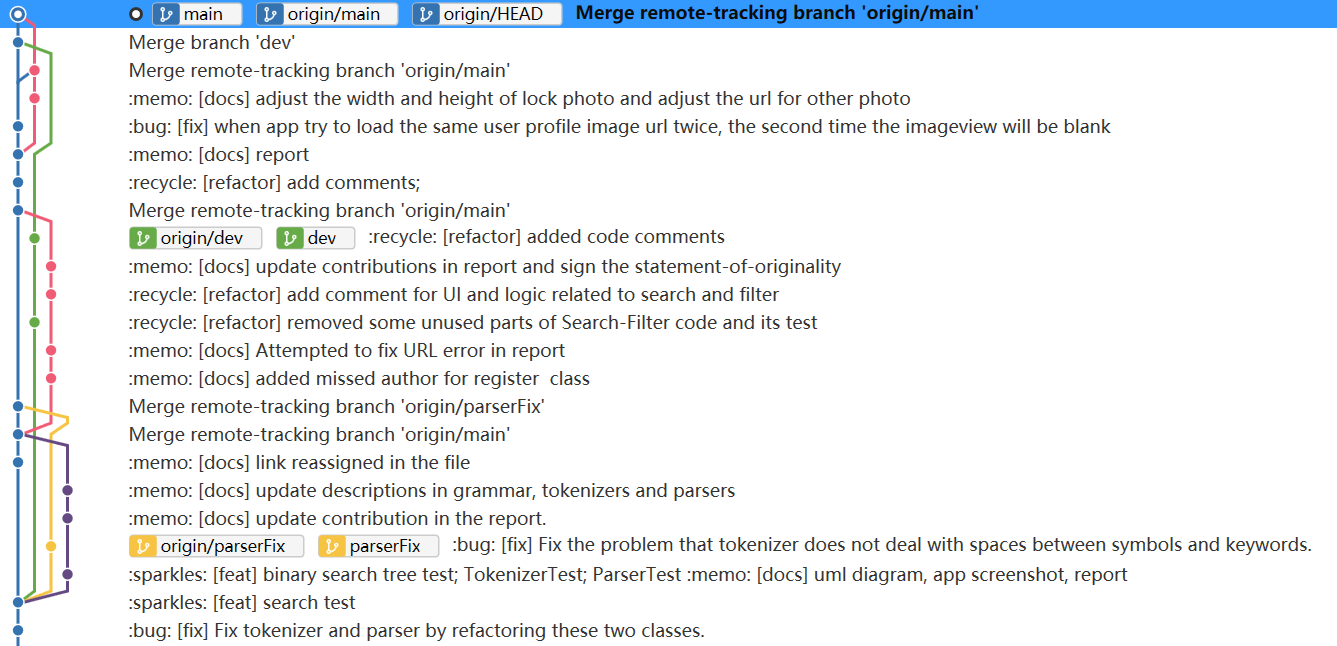 main origin/main origin/HEAD Merge remote-tracking branch 'origin/main'
Merge branch 'dev'
Merge remote-tracking branch 'origin/main'
:memo: [docs] adjust the width and height of lock photo and adjust the url for other photo
:bug: [fix] when app try to load the same user profile image url twice, the second time the imageview will be blank
:memo: [docs] report
:recycle: [refactor] add comments;
Merge remote-tracking branch 'origin/main'
origin/dev dev :recycle: [refactor] added code comments
:memo: [docs] update contributions in report and sign the statement-of-originality
:recycle: [refactor] add comment for UI and logic related to search and filter
:recycle: [refactor] removed some unused parts of Search-Filter code and its test
:memo: [docs] Attempted to fix URL error in report
:memo: [docs] added missed author for register  class
Merge remote-tracking branch 'origin/parserFix'
Merge remote-tracking branch 'origin/main'
:memo: [docs] link reassigned in the file
:memo: [docs] update descriptions in grammar, tokenizers and parsers
:memo: [docs] update contribution in the report.
origin/parserFix parserFix :bug: [fix] Fix the problem that tokenizer does not deal with spaces between symbols and keywords.
:sparkles: [feat] binary search tree test; TokenizerTest; ParserTest :memo: [docs] uml diagram, app screenshot, report
:sparkles: [feat] search test
:bug: [fix] Fix tokenizer and parser by refactoring these two classes.